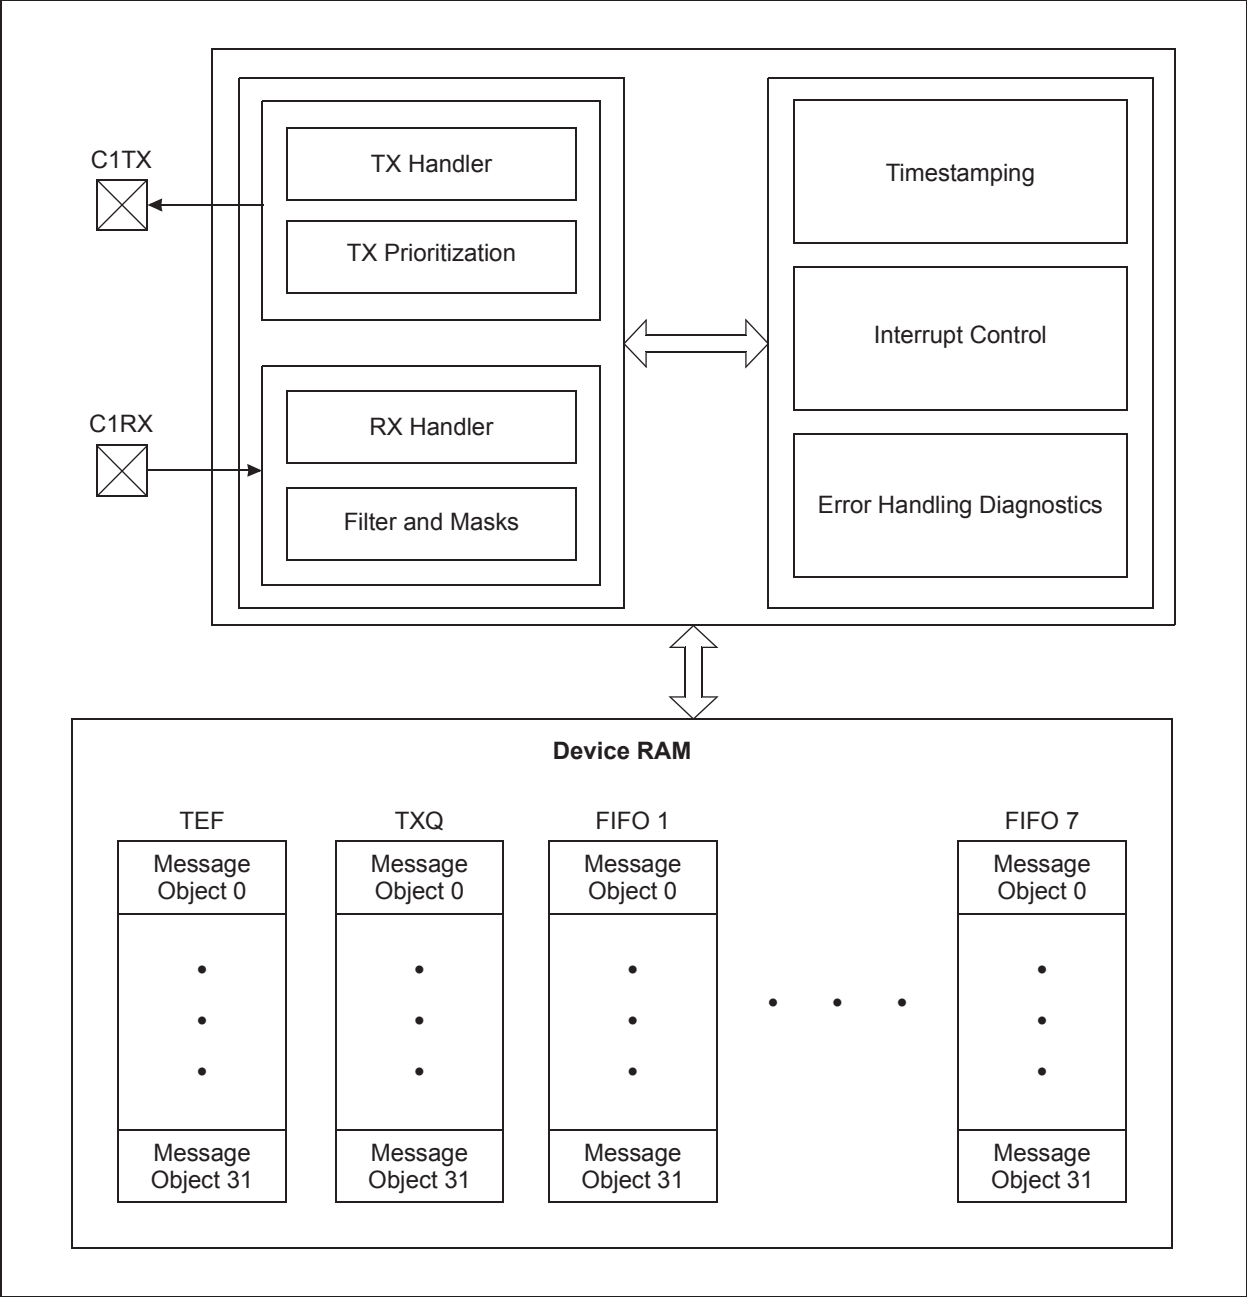 C1TX
TX Handler
TX Prioritization
C1RX
RX Handler
Filter and Masks
Timestamping
Interrupt Control
Error Handling Diagnostics
Device RAM
TEF
Message
Object 0
Message
Object 31
TXQ
Message
Object 0
Message
Object 31
FIFO 1
Message
Object 0
Message
Object 31
FIFO 7
Message
Object 0
Message
Object 31